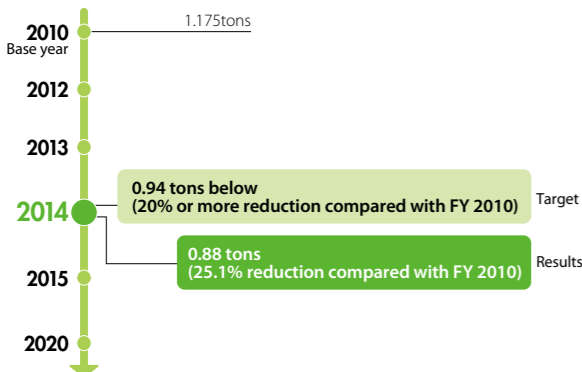 1.175tons
2010
Base year
2012
2013
2014
0.94 tons below
(20% or more reduction compared with FY 2010)
Target
0.88 tons
(25.1% reduction compared with FY 2010)
Results
2015
2020